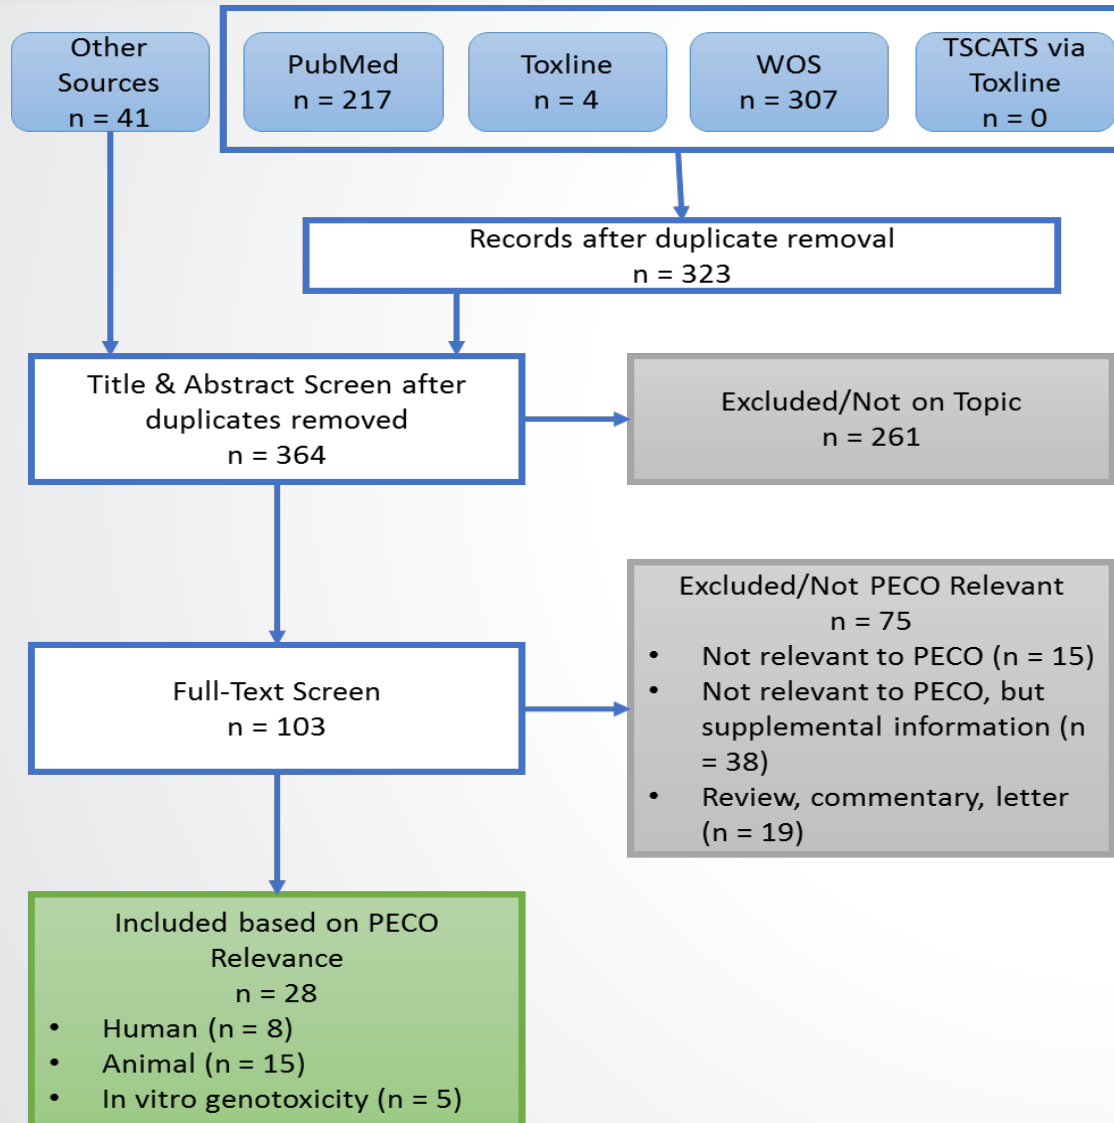 Other
Sources
n = 41
PubMed
n = 217
Toxline
n = 4
WOS
n = 307
TSCATS via
Toxline
n = 0
Records after duplicate removal
n = 323
Title & Abstract Screen after
duplicates removed
n = 364
Excluded/Not on Topic
n = 261
Full-Text Screen
n = 103
Excluded/Not PECO Relevant
n = 75
• Not relevant to PECO (n = 15)
• Not relevant to PECO, but
supplemental information (n
= 38)
• Review, commentary, letter
(n = 19)
Included based on PECO
Relevance
n = 28
• Human (n = 8)
• Animal (n = 15)
• In vitro genotoxicity (n = 5)